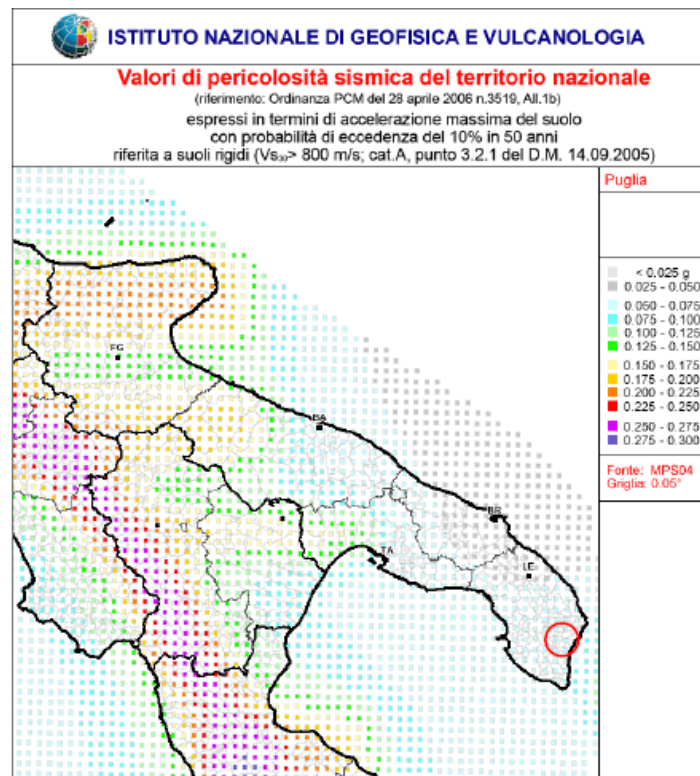 ISTITUTO NAZIONALE DI GEOFISICA E VULCANOLOGIA
Valori di pericolosità sismica del territorio nazionale
(riferimento: Ordinanza PCM del 28 aprile 2006 n.3519, All.1b)
espressi in termini di accelerazione massima del suolo
con probabilità di eccedenza del 10% in 50 anni
riferita a suoli rigidi (Vs₃₀> 800 m/s; cat.A, punto 3.2.1 del D.M. 14.09.2005)
Puglia
< 0.025 g
0.025 - 0.050
0.050 - 0.075
0.075 - 0.100
0.100 - 0.125
0.125 - 0.150
0.150 - 0.175
0.175 - 0.200
0.200 - 0.225
0.225 - 0.250
0.250 - 0.275
0.275 - 0.300
Fonte: MPS04
Griglia: 0.05°
FG
BA
BR
TA
LE